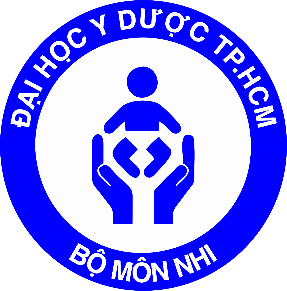 ĐẠI HỌC Y DƯỢC TP.HCM
BỘ MÔN NHI